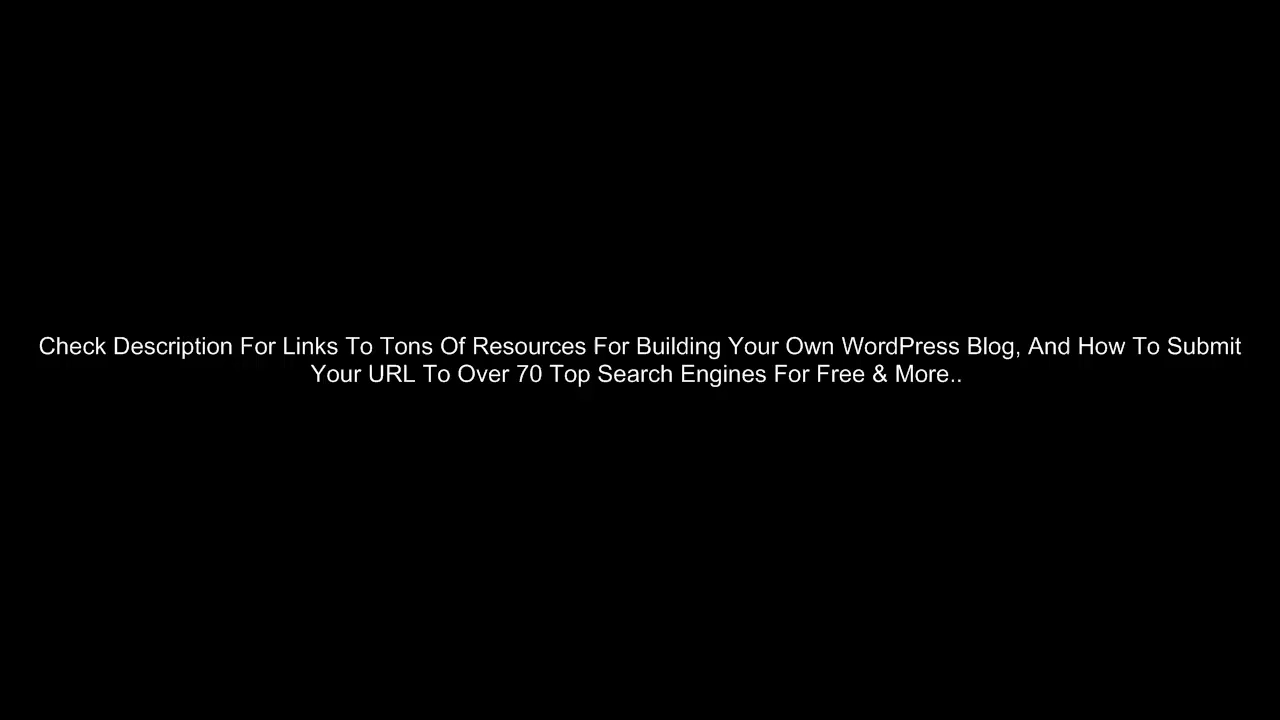 Check Description For Links To Tons Of Resources For Building Your Own WordPress Blog, And How To Submit
Your URL To Over 70 Top Search Engines For Free & More..